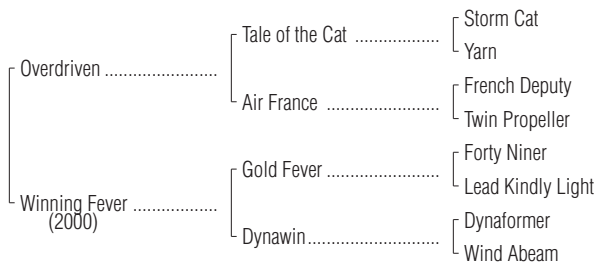 Storm Cat
Tale of the Cat ..................
Yarn
Overdriven ........................
French Deputy
Air France ........................
Twin Propeller
Forty Niner
Gold Fever ........................
Lead Kindly Light
Winning Fever ..................
(2000)
Dynaformer
Dynawin............................
Wind Abeam